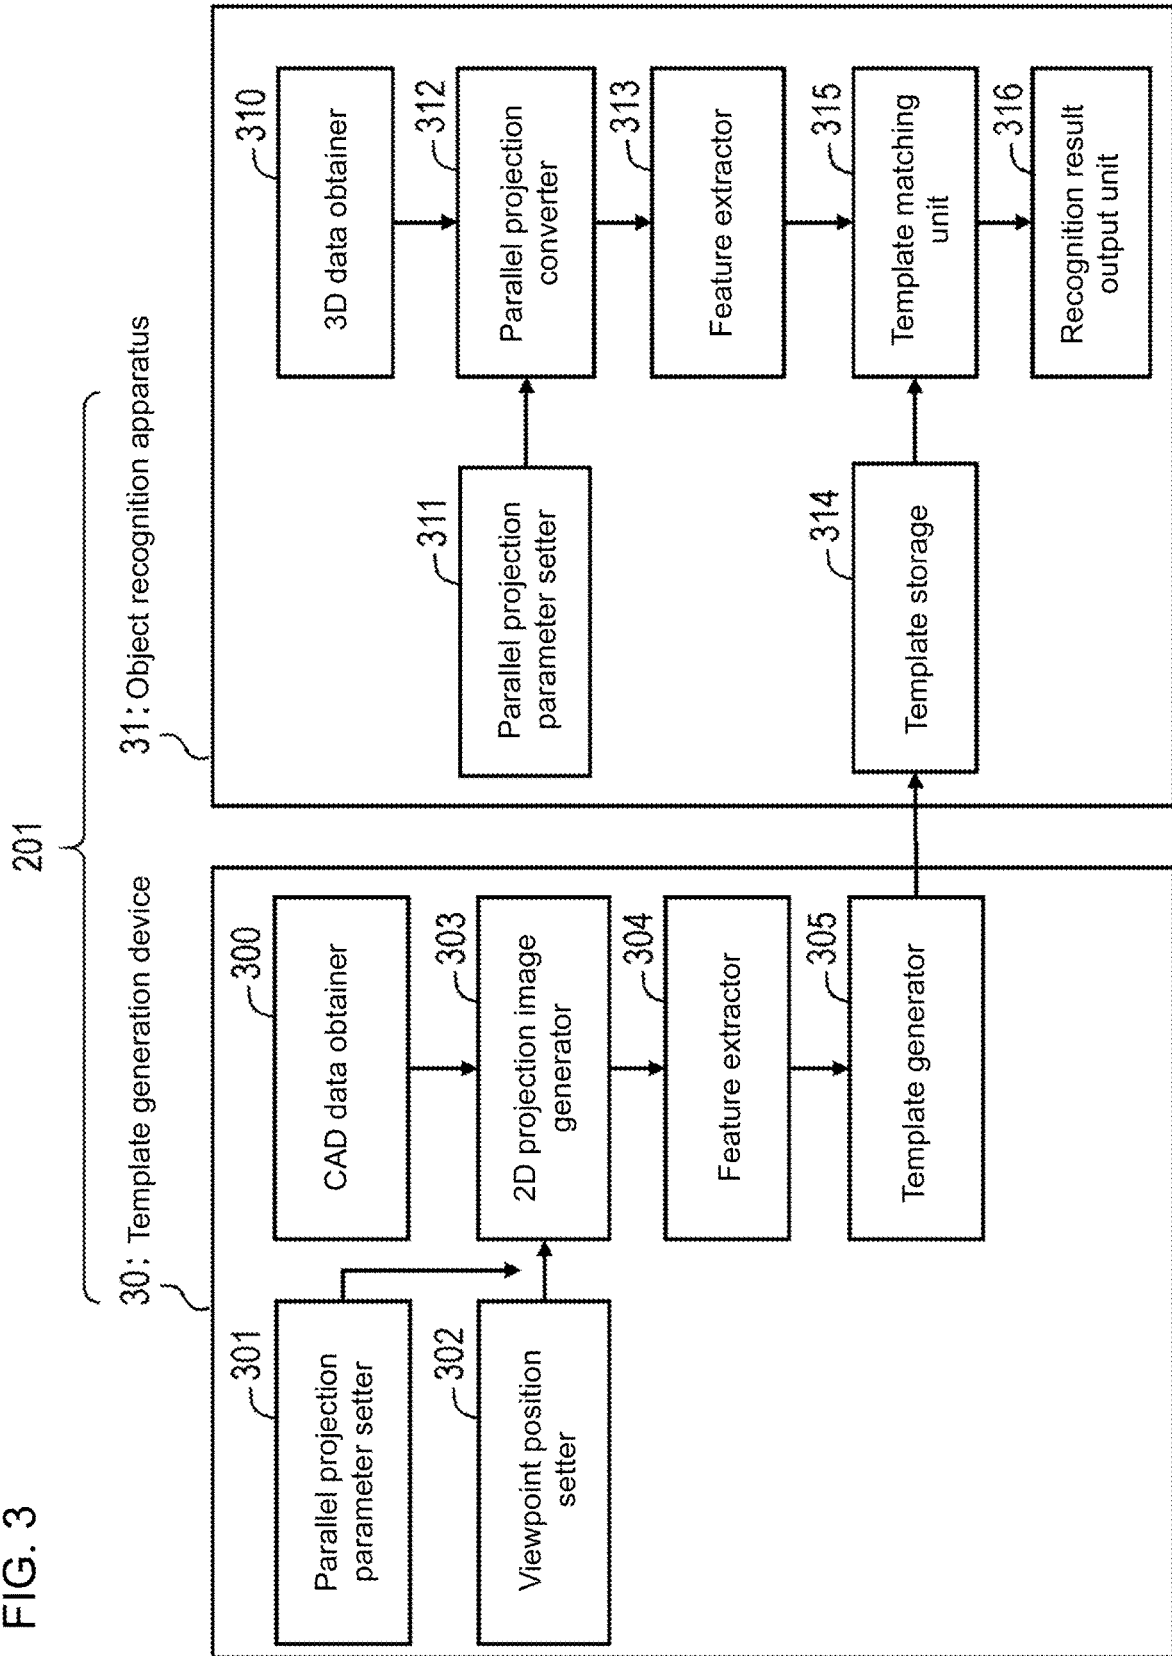 FIG. 3
201
30: Template generation device
301
Parallel projection
parameter setter
302
Viewpoint position
setter
300
CAD data obtainer
303
2D projection image
generator
304
Feature extractor
305
Template generator
31: Object recognition apparatus
310
3D data obtainer
311
Parallel projection
parameter setter
312
Parallel projection
converter
313
Feature extractor
314
Template storage
315
Template matching
unit
316
Recognition result
output unit